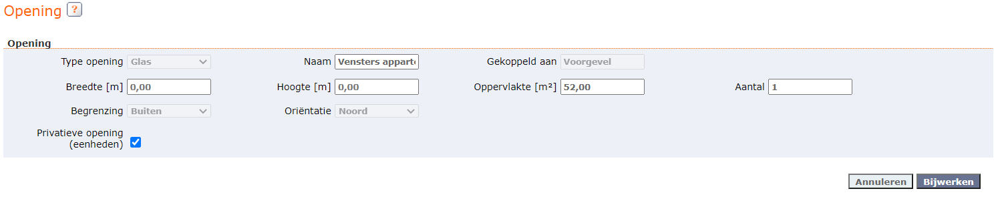 Opening ?
Opening
Type opening Glas Naam Vensters apparte Gekoppeld aan Voorgevel
Breedte [m] 0,00 Hoogte [m] 0,00 Oppervlakte [m²] 52,00 Aantal 1
Begrenzing Buiten Oriëntatie Noord
Privatieve opening
(eenheden)
Annuleren Bijwerken